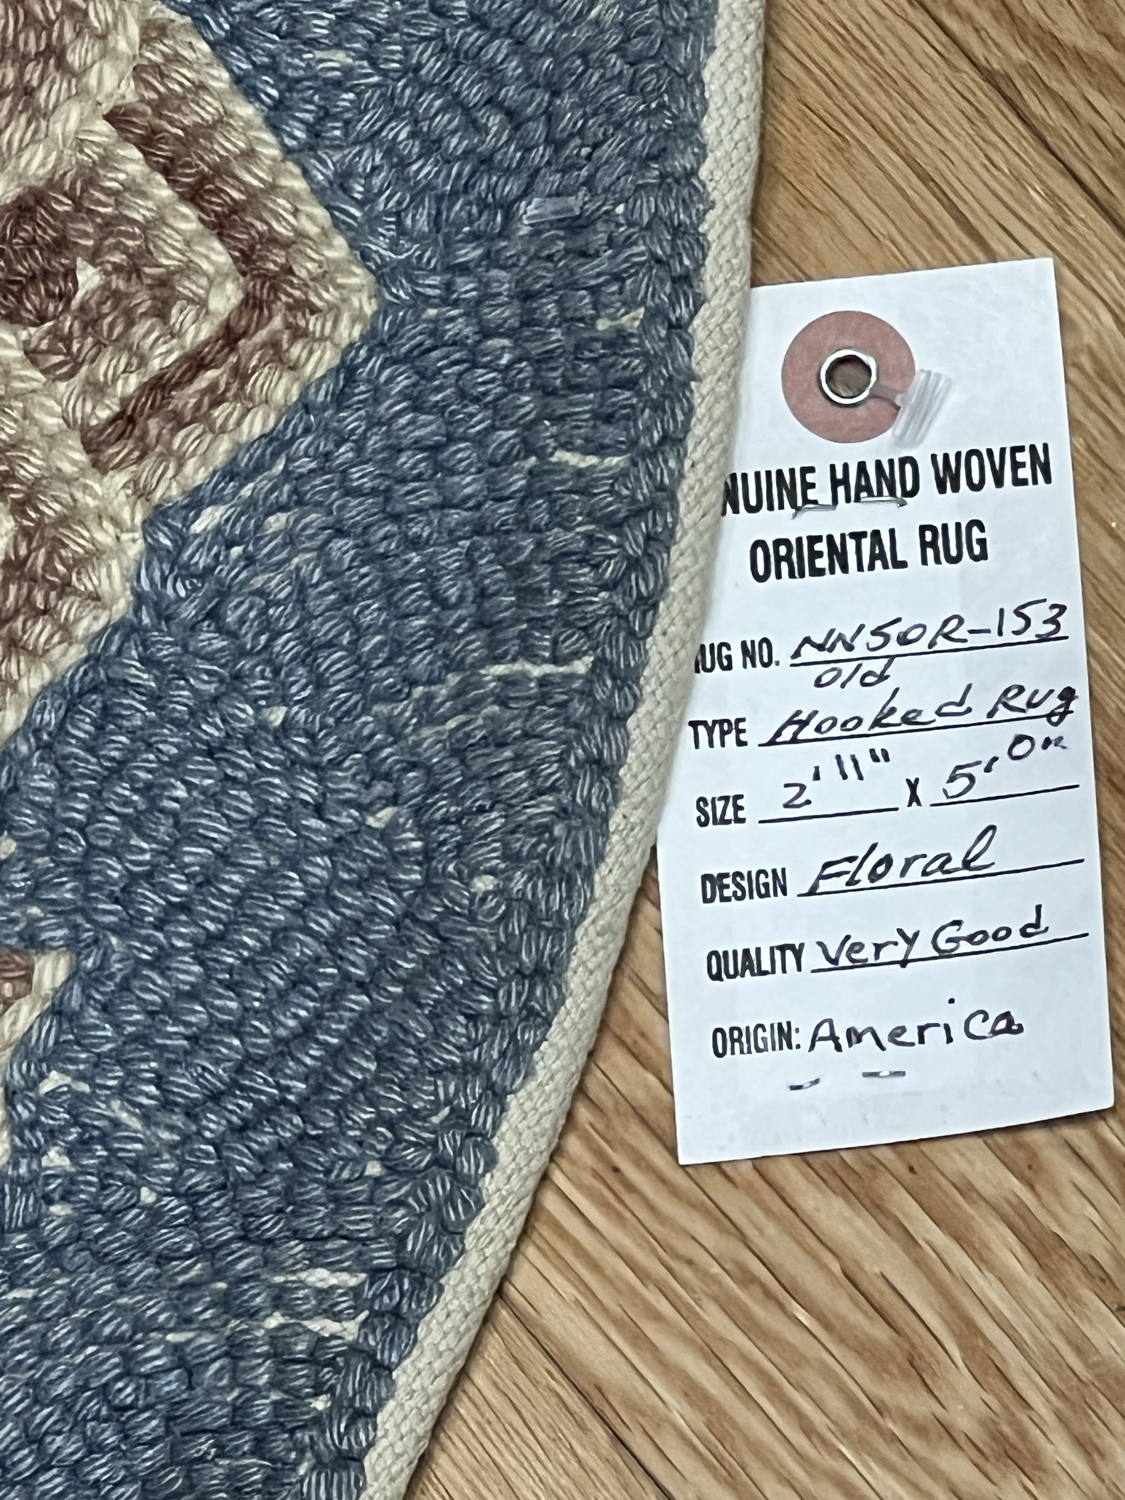 NUINE HAND WOVEN
ORIENTAL RUG
RUG NO. NN50R-153
old
TYPE Hooked Rug
SIZE 2'11" X 5'0"
DESIGN Floral
QUALITY Very Good
ORIGIN: America